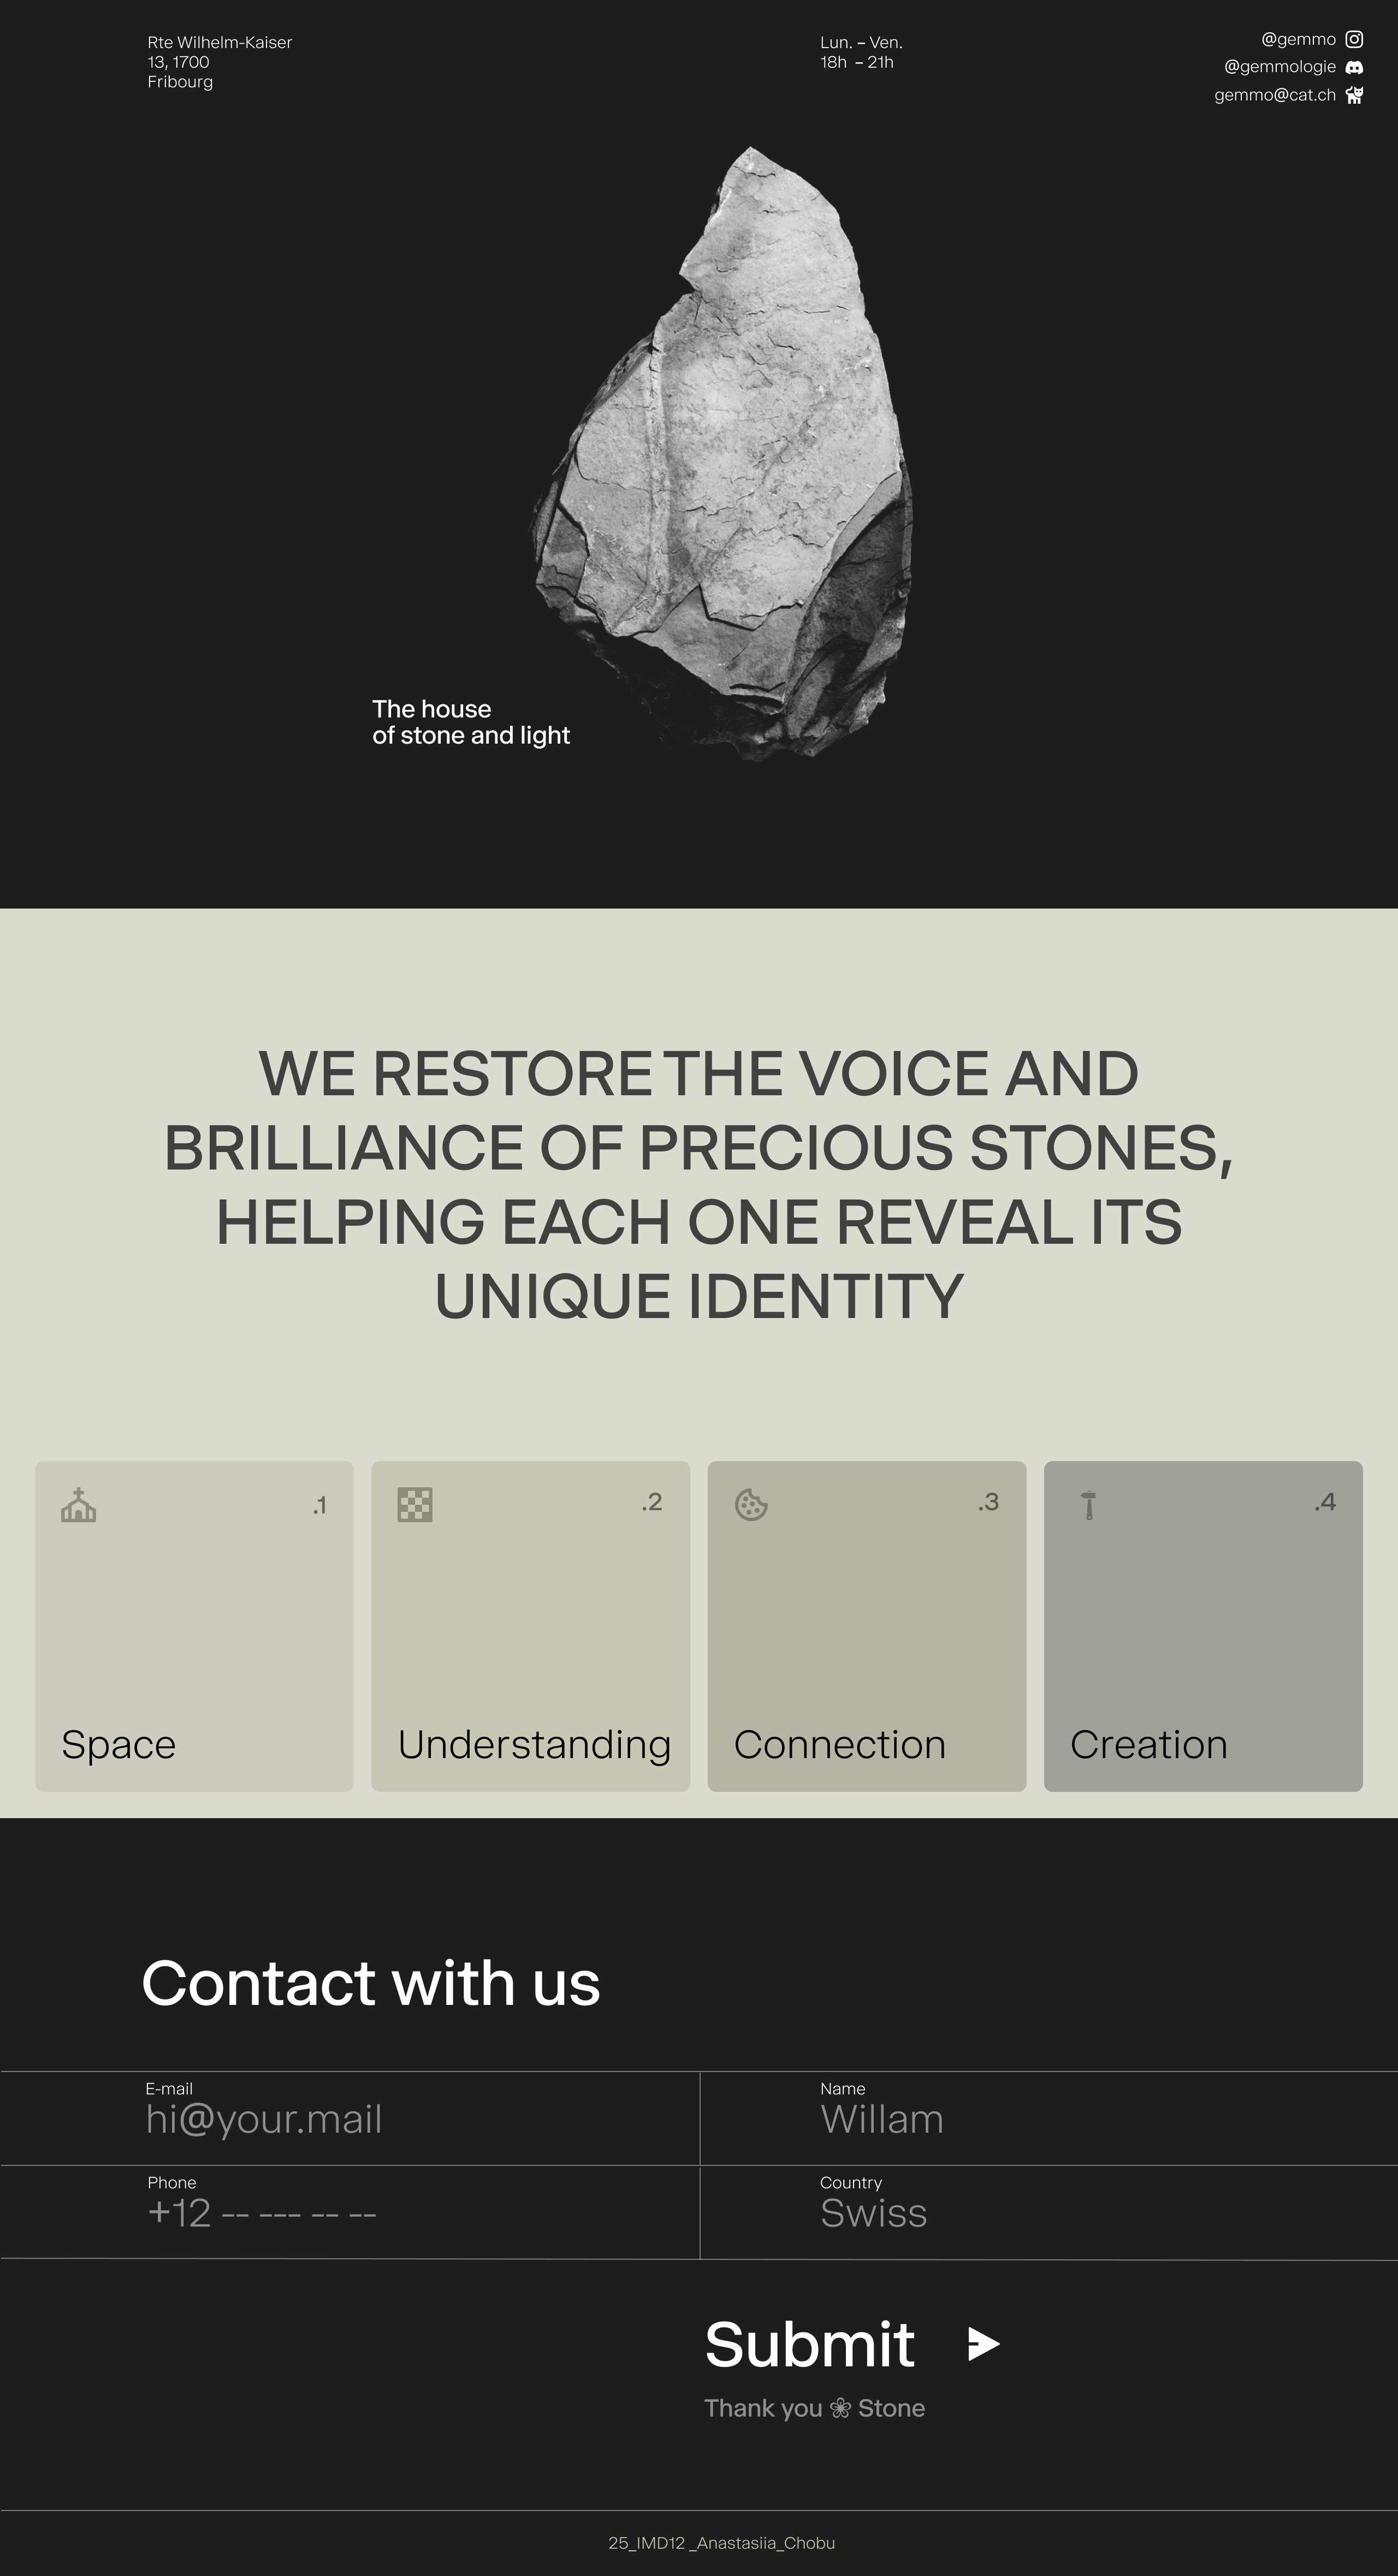 Rte Wilhelm-Kaiser
13, 1700
Fribourg
Lun. – Ven.
18h – 21h
@gemmo
@gemmologie
gemmo@cat.ch
The house
of stone and light
WE RESTORE THE VOICE AND
BRILLIANCE OF PRECIOUS STONES,
HELPING EACH ONE REVEAL ITS
UNIQUE IDENTITY
.1
.2
.3
.4
Space
Understanding
Connection
Creation
Contact with us
E-mail
hi@your.mail
Name
Willam
Phone
+12 -- --- -- --
Country
Swiss
Submit
Thank you ❀ Stone
25_IMD12 _Anastasiia_Chobu